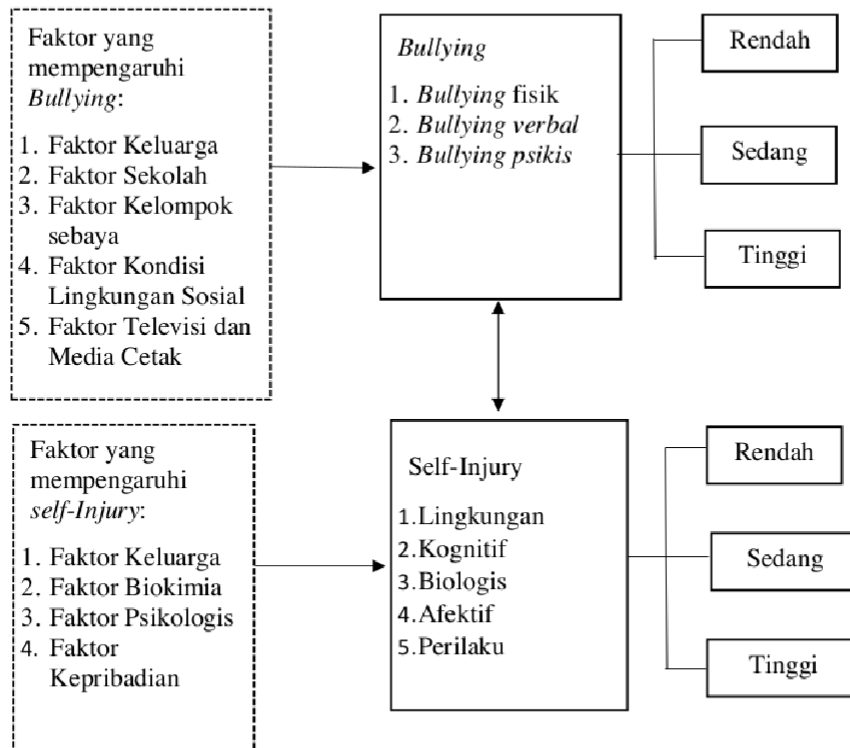 Faktor yang
mempengaruhi
Bullying:
1. Faktor Keluarga
2. Faktor Sekolah
3. Faktor Kelompok
sebaya
4. Faktor Kondisi
Lingkungan Sosial
5. Faktor Televisi dan
Media Cetak
Bullying
1. Bullying fisik
2. Bullying verbal
3. Bullying psikis
Rendah
Sedang
Tinggi
Faktor yang
mempengaruhi
self-Injury:
1. Faktor Keluarga
2. Faktor Biokimia
3. Faktor Psikologis
4. Faktor
Kepribadian
Self-Injury
1.Lingkungan
2.Kognitif
3.Biologis
4.Afektif
5.Perilaku
Rendah
Sedang
Tinggi